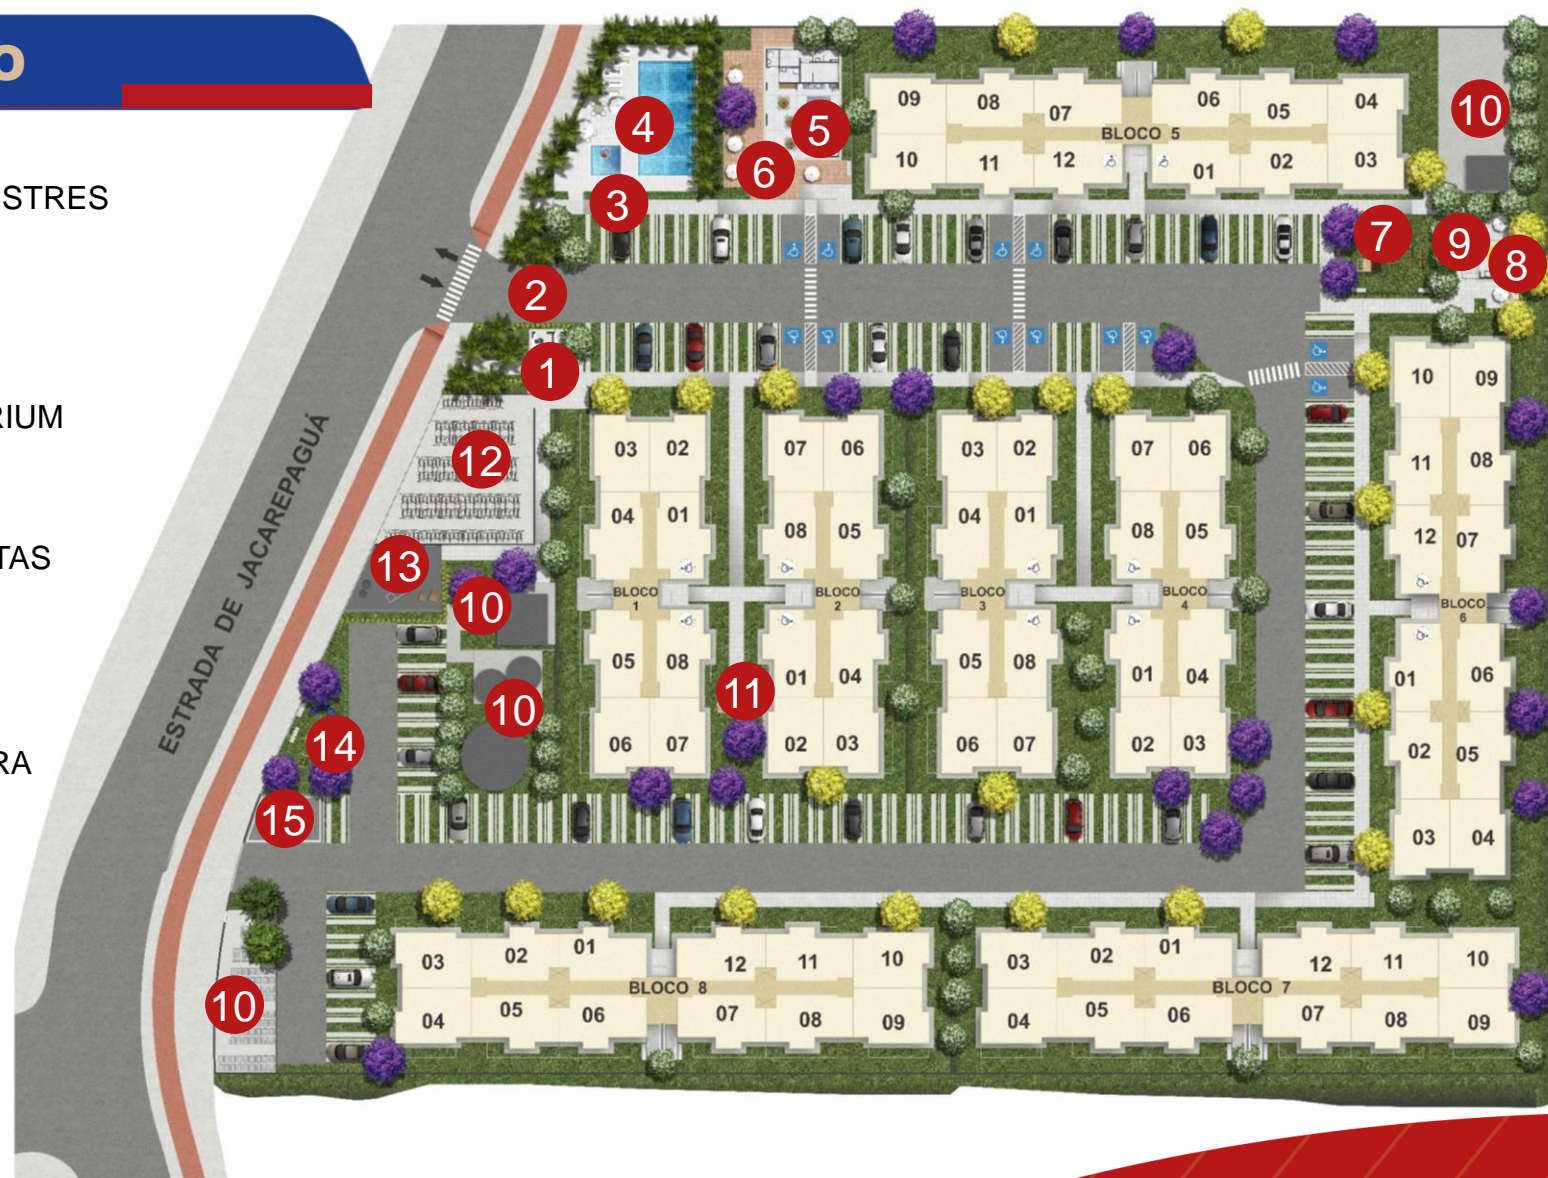 o
STRES
RIUM
TAS
RA
ESTRADA DE JACAREPAGUÁ
4
5
6
3
2
1
12
13
10
10
14
15
10
11
7
9
8
10
09 08 07 06 05 04
BLOCO 5
10 11 12 01 02 03
03 02
04 01
BLOCO
1
05 08
06 07
07 06
08 05
BLOCO
2
01 04
02 03
03 02
04 01
BLOCO
3
05 08
06 07
07 06
08 05
BLOCO
4
01 04
02 03
10 09
11 08
12 07
BLOCO
6
01 06
02 05
03 04
03 02 01 12 11 10
BLOCO 8
04 05 06 07 08 09
03 02 01 12 11 10
BLOCO 7
04 05 06 07 08 09